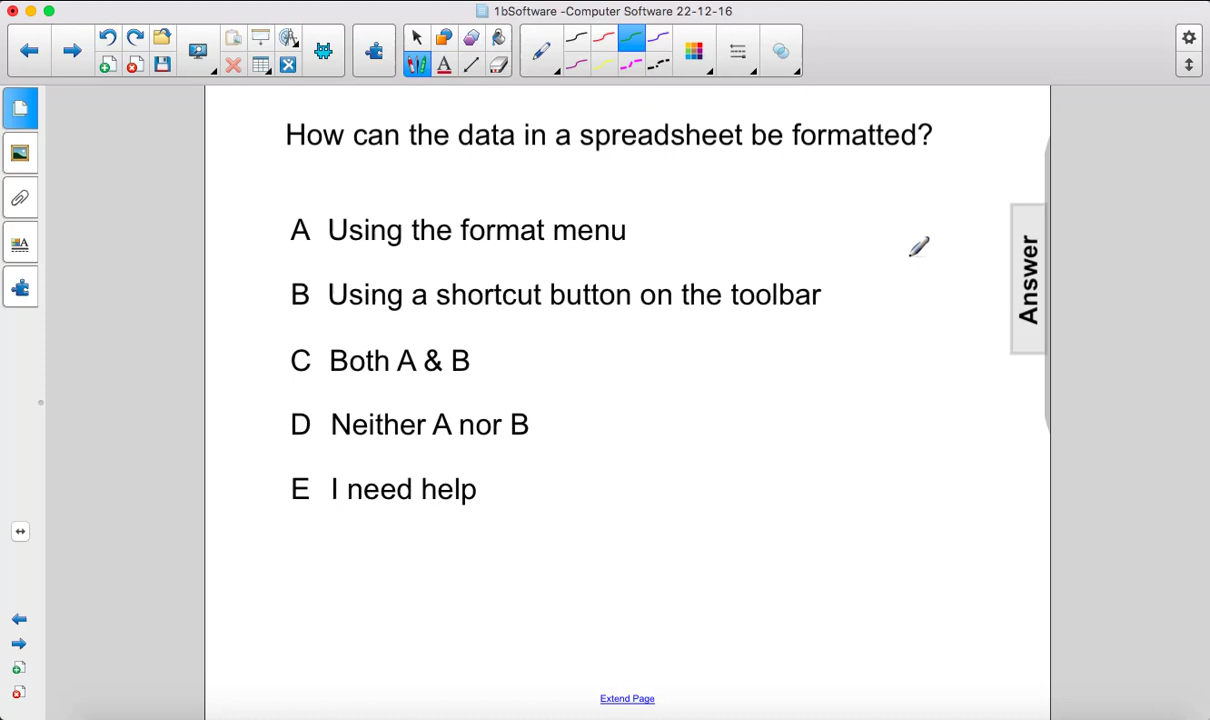 1bSoftware -Computer Software 22-12-16
How can the data in a spreadsheet be formatted?
A Using the format menu
B Using a shortcut button on the toolbar
C Both A & B
D Neither A nor B
E I need help
Answer
Extend Page